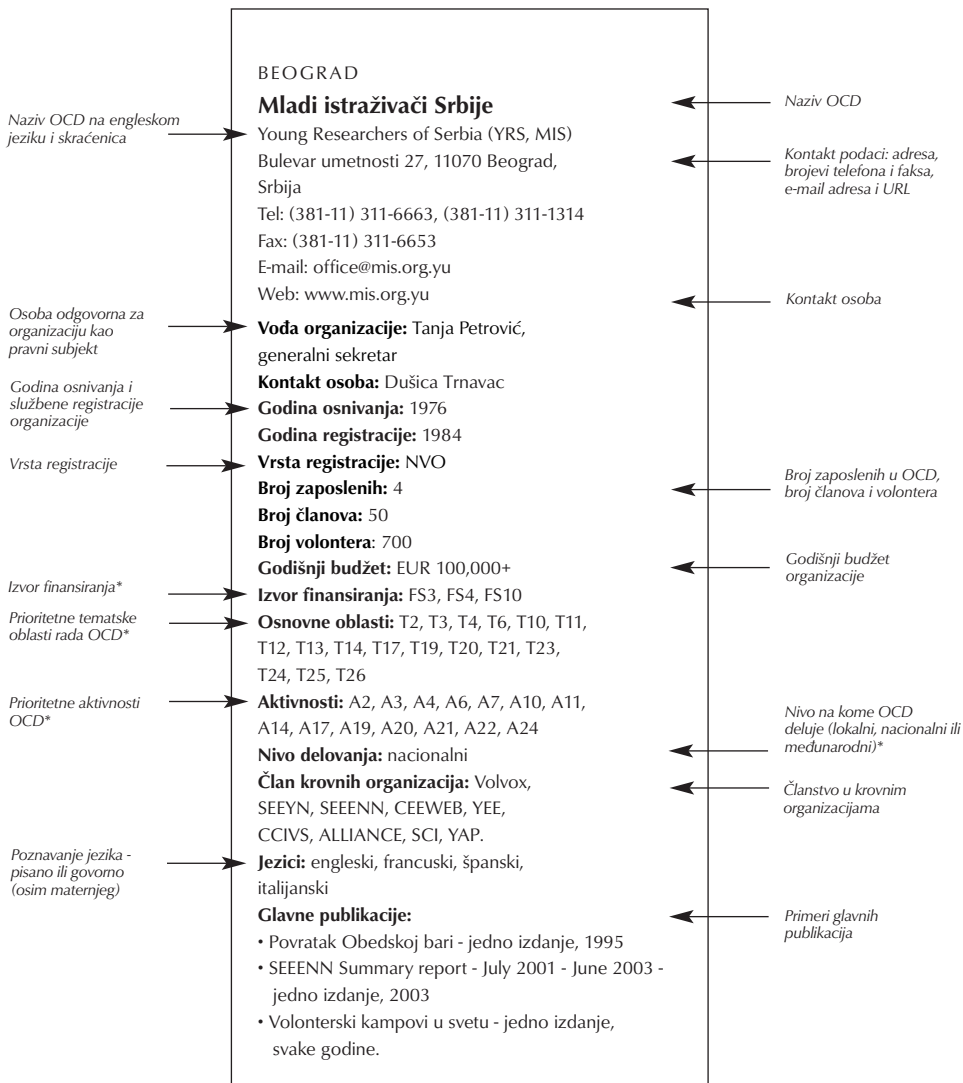 BEOGRAD
Mladi istraživači Srbije
Young Researchers of Serbia (YRS, MIS)
Bulevar umetnosti 27, 11070 Beograd,
Srbija
Tel: (381-11) 311-6663, (381-11) 311-1314
Fax: (381-11) 311-6653
E-mail: office@mis.org.yu
Web: www.mis.org.yu
Vođa organizacije: Tanja Petrović,
generalni sekretar
Kontakt osoba: Dušica Trnavac
Godina osnivanja: 1976
Godina registracije: 1984
Vrsta registracije: NVO
Broj zaposlenih: 4
Broj članova: 50
Broj volontera: 700
Godišnji budžet: EUR 100,000+
Izvor finansiranja: FS3, FS4, FS10
Osnovne oblasti: T2, T3, T4, T6, T10, T11,
T12, T13, T14, T17, T19, T20, T21, T23,
T24, T25, T26
Aktivnosti: A2, A3, A4, A6, A7, A10, A11,
A14, A17, A19, A20, A21, A22, A24
Nivo delovanja: nacionalni
Član krovnih organizacija: Volvox,
SEEYN, SEEENN, CEEWEB, YEE,
CCIVS, ALLIANCE, SCI, YAP.
Jezici: engleski, francuski, španski,
italijanski
Glavne publikacije:
• Povratak Obedskoj bari - jedno izdanje, 1995
• SEEENN Summary report - July 2001 - June 2003 -
jedno izdanje, 2003
• Volonterski kampovi u svetu - jedno izdanje,
svake godine.
Naziv OCD na engleskom
jeziku i skraćenica
Osoba odgovorna za
organizaciju kao
pravni subjekt
Godina osnivanja i
službene registracije
organizacije
Vrsta registracije
Izvor finansiranja*
Prioritetne tematske
oblasti rada OCD*
Prioritetne aktivnosti
OCD*
Poznavanje jezika -
pisano ili govorno
(osim maternjeg)
Naziv OCD
Kontakt podaci: adresa,
brojevi telefona i faksa,
e-mail adresa i URL
Kontakt osoba
Broj zaposlenih u OCD,
broj članova i volontera
Godišnji budžet
organizacije
Nivo na kome OCD
deluje (lokalni, nacionalni ili
međunarodni)*
Članstvo u krovnim
organizacijama
Primeri glavnih
publikacija